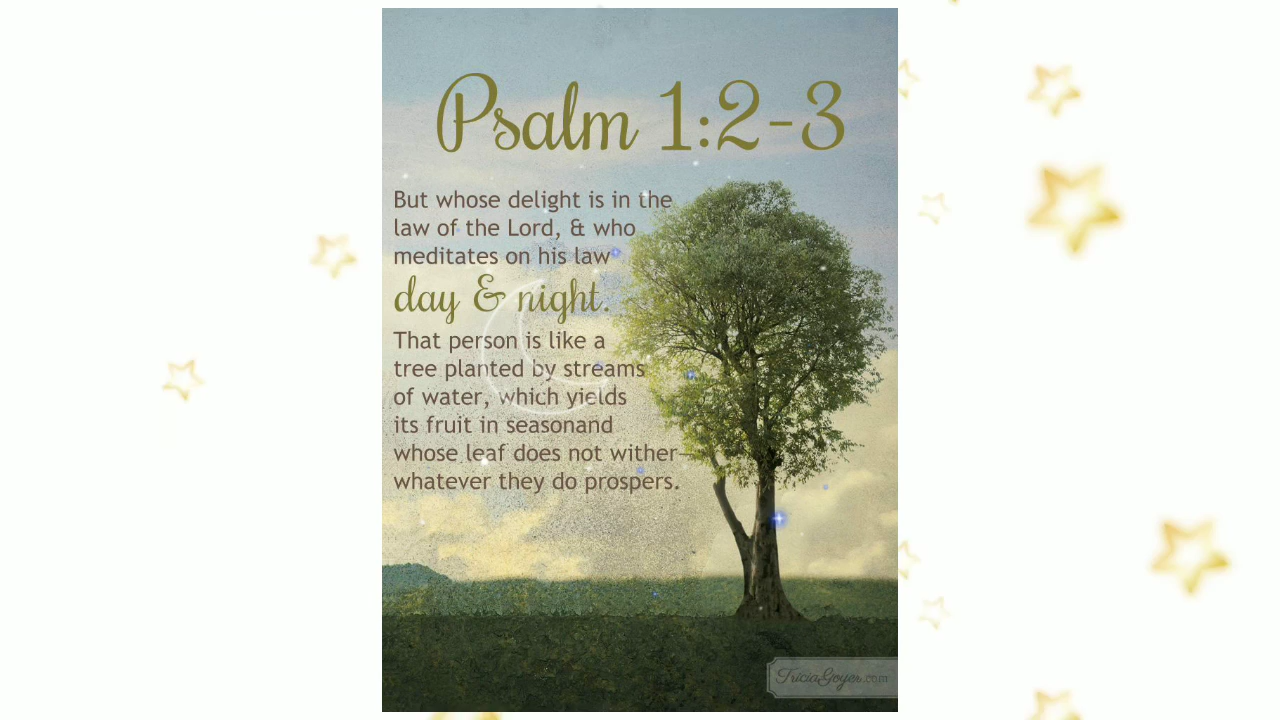 Psalm 1:2-3
But whose delight is in the
law of the Lord, & who
meditates on his law
day & night.
That person is like a
tree planted by streams
of water, which yields
its fruit in seasonand
whose leaf does not wither—
whatever they do prospers.
TriciaGoyer.com